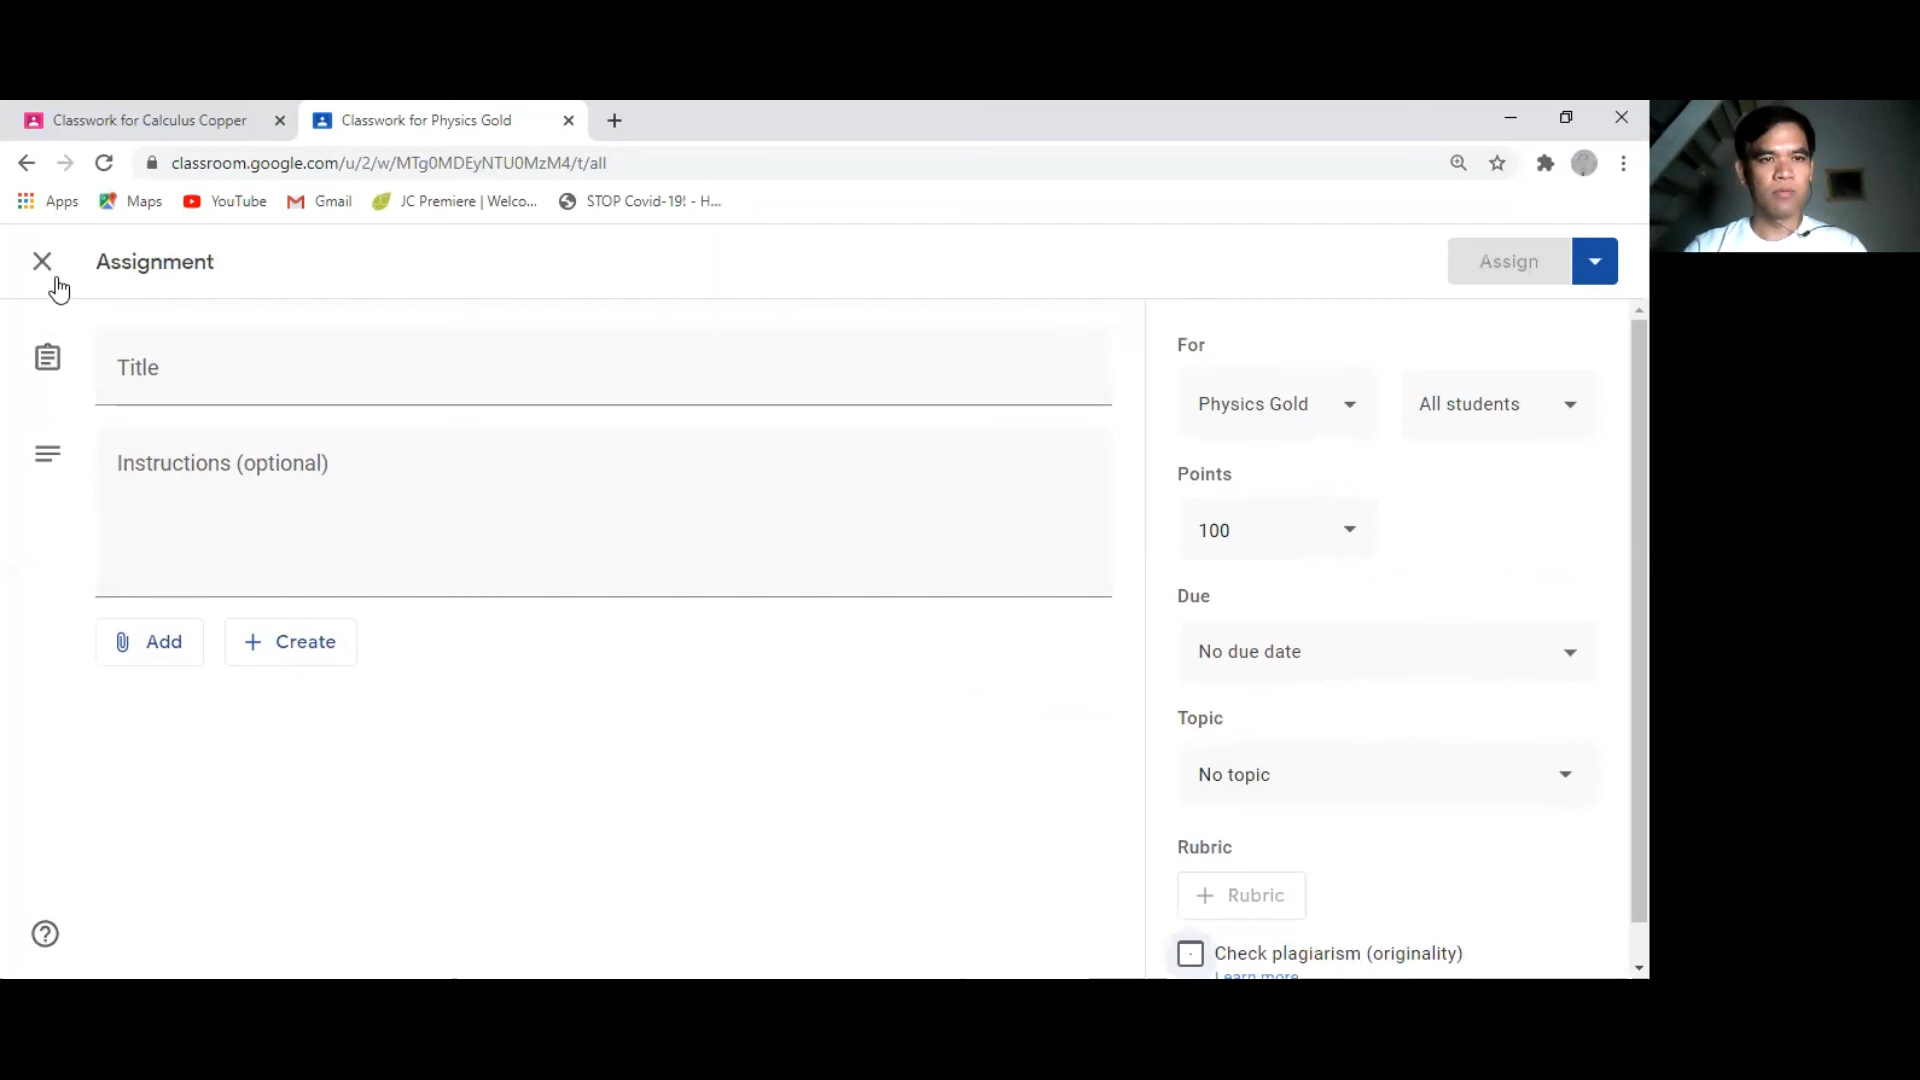 Classwork for Calculus Copper
Classwork for Physics Gold
classroom.google.com/u/2/w/MTg0MDEyNTU0MzM4/t/all
Apps
Maps
YouTube
Gmail
JC Premiere | Welco...
STOP Covid-19! - H...
Assignment
Assign
Title
Instructions (optional)
Add
Create
For
Physics Gold
All students
Points
100
Due
No due date
Topic
No topic
Rubric
Rubric
Check plagiarism (originality)
Learn more